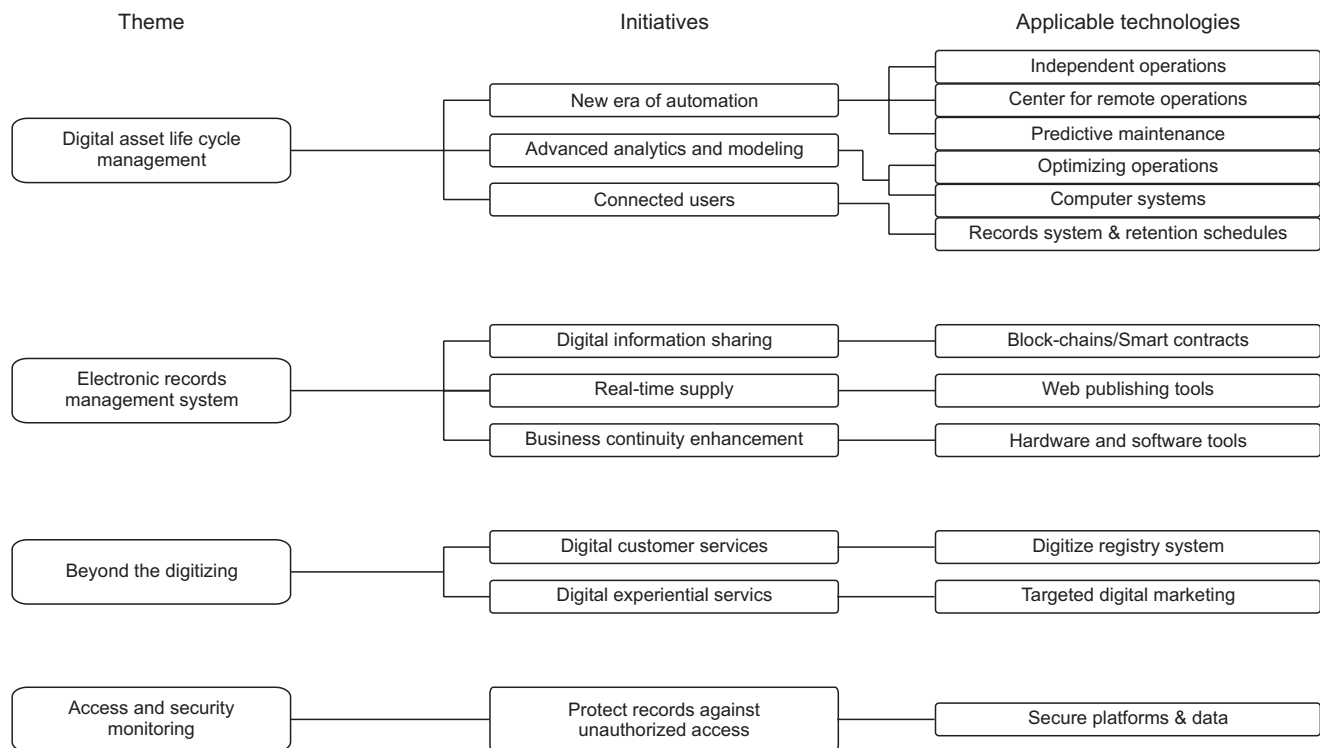 Theme
Initiatives
Applicable technologies
Digital asset life cycle
management
New era of automation
Advanced analytics and modeling
Connected users
Independent operations
Center for remote operations
Predictive maintenance
Optimizing operations
Computer systems
Records system & retention schedules
Electronic records
management system
Digital information sharing
Real-time supply
Business continuity enhancement
Block-chains/Smart contracts
Web publishing tools
Hardware and software tools
Beyond the digitizing
Digital customer services
Digital experiential servics
Digitize registry system
Targeted digital marketing
Access and security
monitoring
Protect records against
unauthorized access
Secure platforms & data